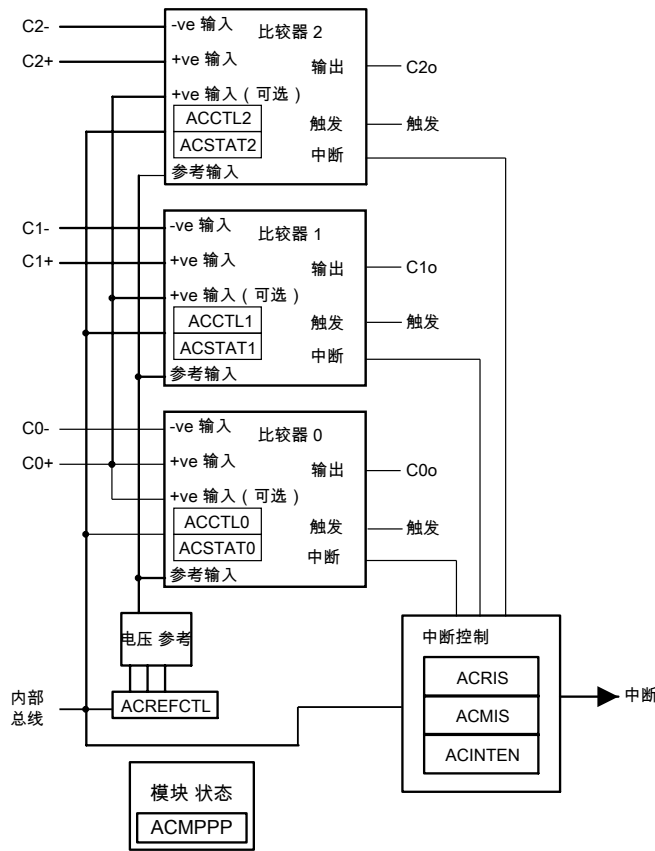 C2-
-ve 输入
比较器 2
C2+
+ve 输入
输出
C2o
+ve 输入（可选）
ACCTL2
触发
触发
ACSTAT2
中断
参考输入
C1-
-ve 输入
比较器 1
C1+
+ve 输入
输出
C1o
+ve 输入（可选）
ACCTL1
触发
触发
ACSTAT1
中断
参考输入
C0-
-ve 输入
比较器 0
C0+
+ve 输入
输出
C0o
+ve 输入（可选）
ACCTL0
触发
触发
ACSTAT0
中断
参考输入
电压 参考
中断控制
ACRIS
内部
总线
ACREFCTL
中断
ACMIS
ACINTEN
模块 状态
ACMPPP